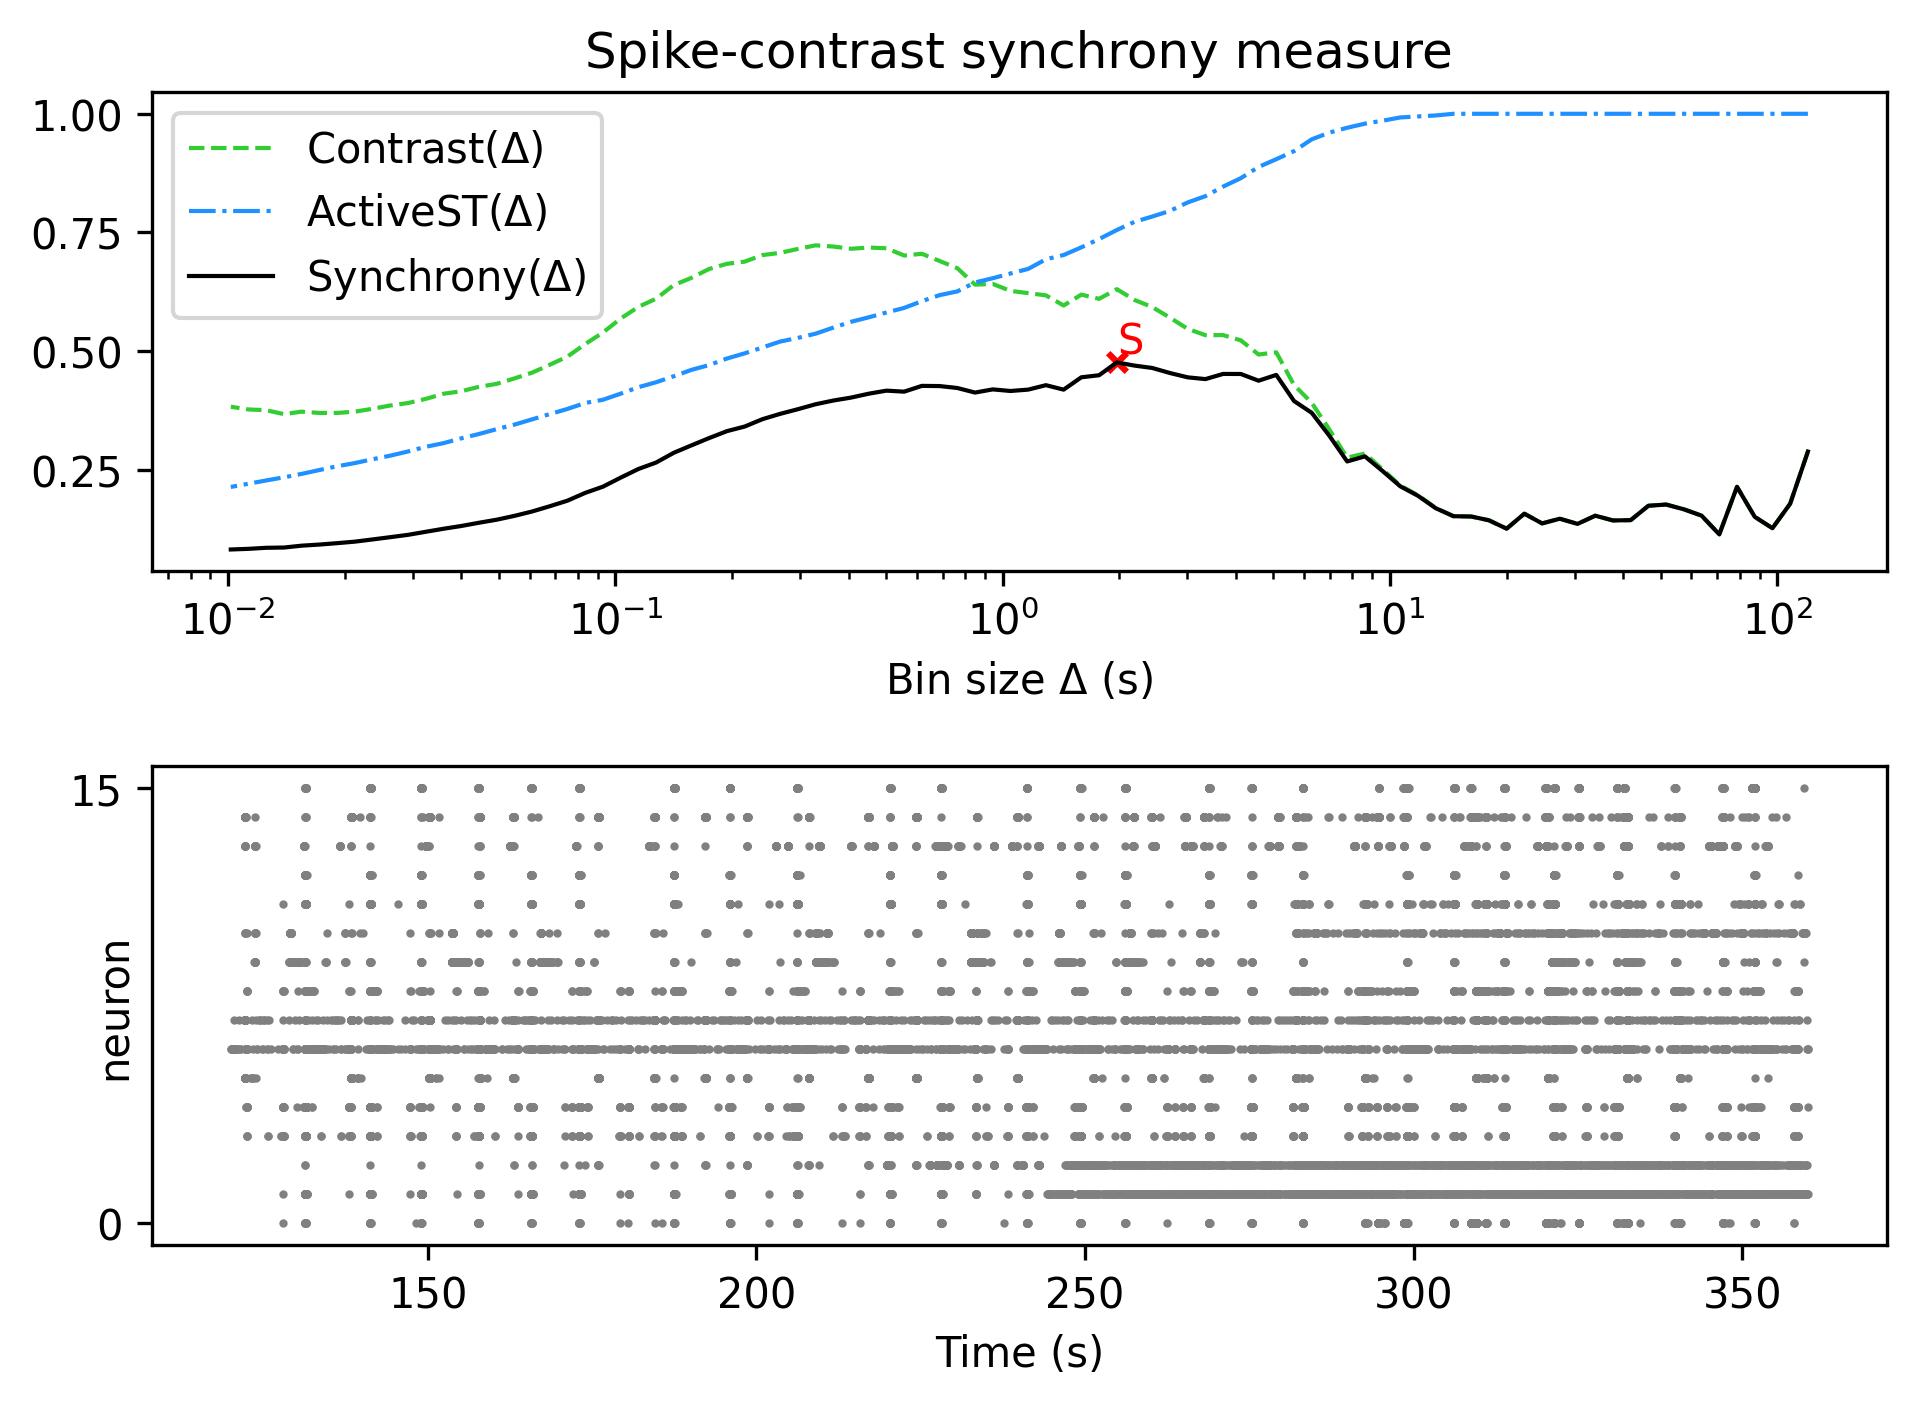 Spike-contrast synchrony measure
1.00
0.75
0.50
0.25
Contrast(Δ)
ActiveST(Δ)
Synchrony(Δ)
S
10⁻² 10⁻¹ 10⁰ 10¹ 10²
Bin size Δ (s)
15
0
neuron
150 200 250 300 350
Time (s)